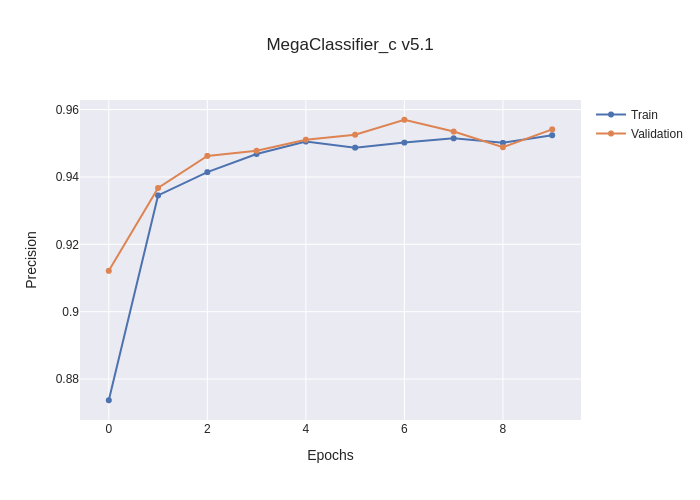 MegaClassifier_c v5.1
Train
Validation
0.96
0.94
0.92
0.9
0.88
Precision
0 2 4 6 8
Epochs